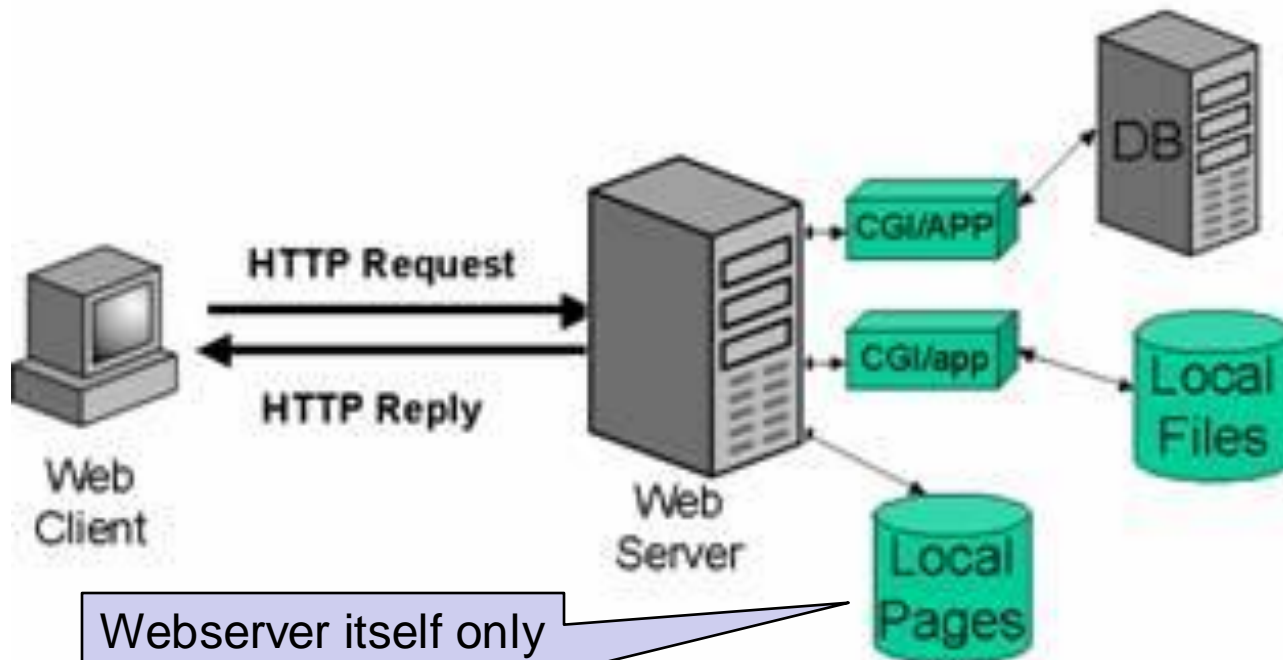 DB
CGI/APP
HTTP Request
CGI/app
Local
Files
HTTP Reply
Web
Client
Web
Server
Local
Pages
Webserver itself only